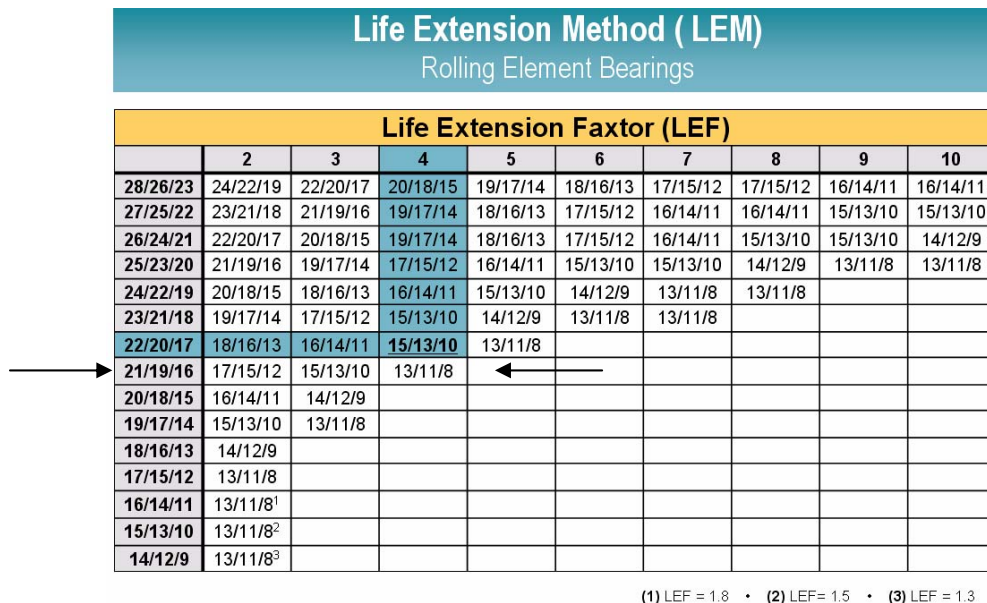 Life Extension Method ( LEM)
Rolling Element Bearings
Life Extension Faxtor (LEF)
2 3 4 5 6 7 8 9 10
28/26/23 24/22/19 22/20/17 20/18/15 19/17/14 18/16/13 17/15/12 17/15/12 16/14/11 16/14/11
27/25/22 23/21/18 21/19/16 19/17/14 18/16/13 17/15/12 16/14/11 16/14/11 15/13/10 15/13/10
26/24/21 22/20/17 20/18/15 19/17/14 18/16/13 17/15/12 16/14/11 15/13/10 15/13/10 14/12/9
25/23/20 21/19/16 19/17/14 17/15/12 16/14/11 15/13/10 15/13/10 14/12/9 13/11/8 13/11/8
24/22/19 20/18/15 18/16/13 16/14/11 15/13/10 14/12/9 13/11/8 13/11/8
23/21/18 19/17/14 17/15/12 15/13/10 14/12/9 13/11/8 13/11/8
22/20/17 18/16/13 16/14/11 15/13/10 13/11/8
21/19/16 17/15/12 15/13/10 13/11/8
20/18/15 16/14/11 14/12/9
19/17/14 15/13/10 13/11/8
18/16/13 14/12/9
17/15/12 13/11/8
16/14/11 13/11/8¹
15/13/10 13/11/8²
14/12/9 13/11/8³
(1) LEF = 1.8 • (2) LEF= 1.5 • (3) LEF = 1.3